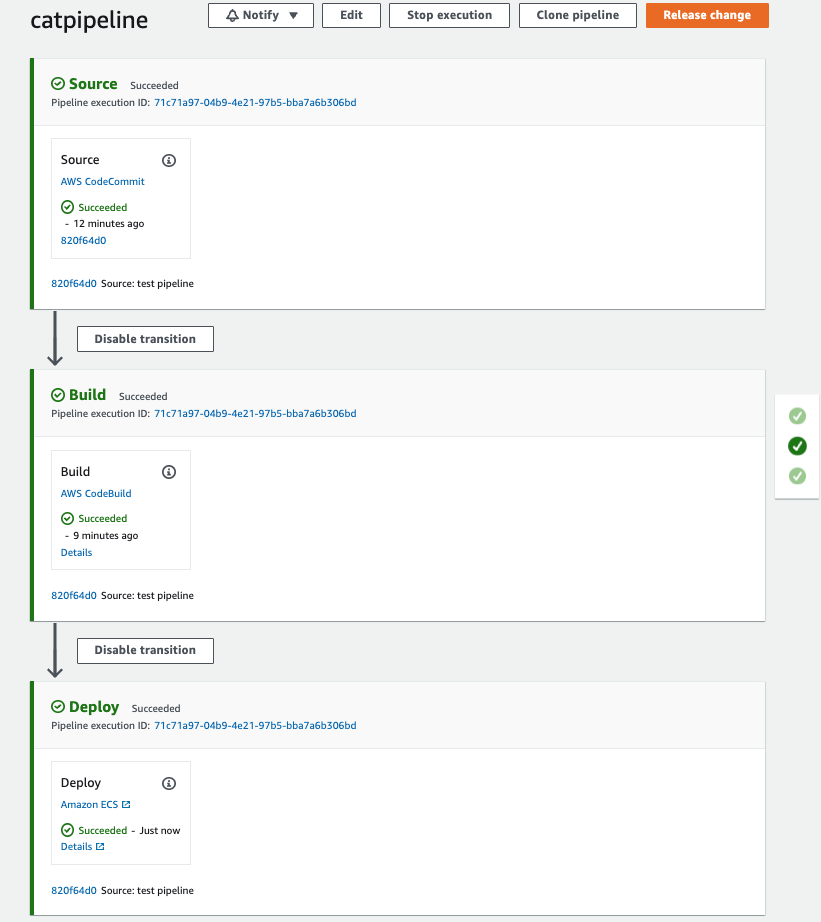 catpipeline
Notify ▼
Edit
Stop execution
Clone pipeline
Release change
Source Succeeded
Pipeline execution ID: 71c71a97-04b9-4e21-97b5-bba7a6b306bd
Source
AWS CodeCommit
Succeeded
- 12 minutes ago
820f64d0
820f64d0 Source: test pipeline
Disable transition
Build Succeeded
Pipeline execution ID: 71c71a97-04b9-4e21-97b5-bba7a6b306bd
Build
AWS CodeBuild
Succeeded
- 9 minutes ago
Details
820f64d0 Source: test pipeline
Disable transition
Deploy Succeeded
Pipeline execution ID: 71c71a97-04b9-4e21-97b5-bba7a6b306bd
Deploy
Amazon ECS
Succeeded - Just now
Details
820f64d0 Source: test pipeline